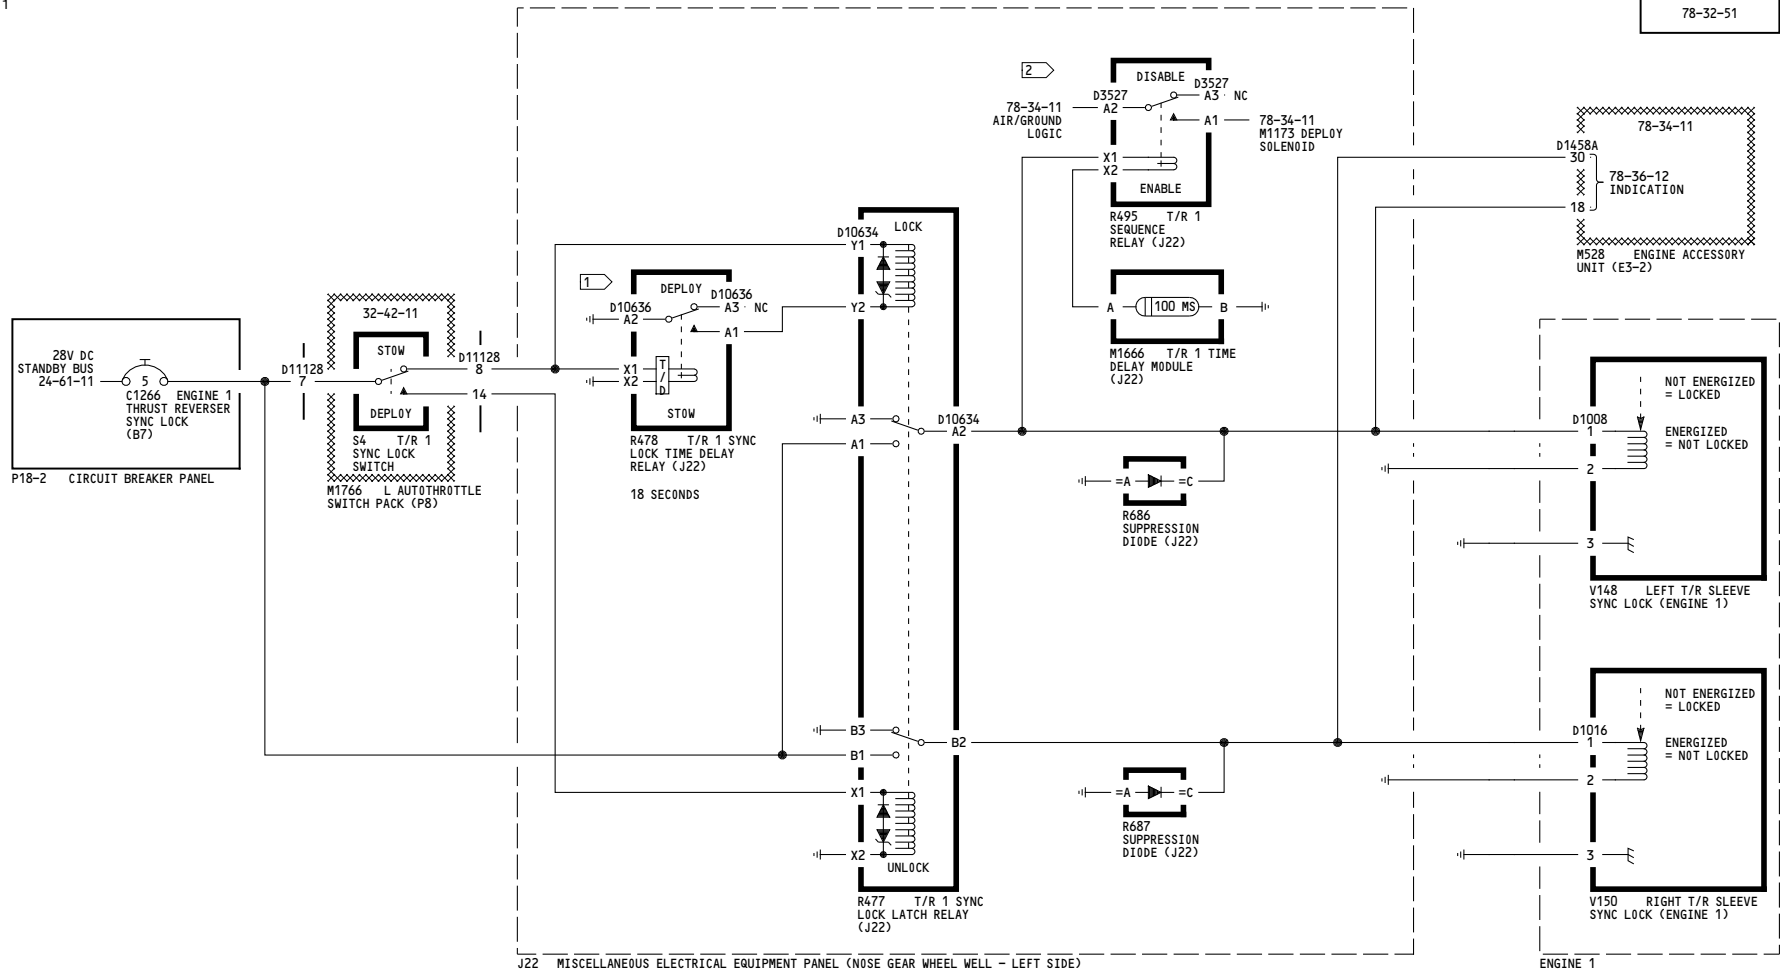 1
78-32-51
28V DC
STANDBY BUS
24-61-11
5
C1266 ENGINE 1
THRUST REVERSER
SYNC LOCK
(B7)
P18-2 CIRCUIT BREAKER PANEL
D11128
7
32-42-11
STOW
DEPLOY
S4 T/R 1
SYNC LOCK
SWITCH
M1766 L AUTOTHROTTLE
SWITCH PACK (P8)
D11128
8
14
1
DEPLOY
D10636
A2
D10636
A3 NC
A1
X1
X2
T
/
D
STOW
R478 T/R 1 SYNC
LOCK TIME DELAY
RELAY (J22)
18 SECONDS
LOCK
D10634
Y1
Y2
A3
A1
D10634
A2
B3
B1
B2
X1
X2
UNLOCK
R477 T/R 1 SYNC
LOCK LATCH RELAY
(J22)
2
78-34-11
AIR/GROUND
LOGIC
DISABLE
D3527
A2
D3527
A3 NC
A1
78-34-11
M1173 DEPLOY
SOLENOID
X1
X2
ENABLE
R495 T/R 1
SEQUENCE
RELAY (J22)
A
100 MS
B
M1666 T/R 1 TIME
DELAY MODULE
(J22)
=A
=C
R686
SUPPRESSION
DIODE (J22)
=A
=C
R687
SUPPRESSION
DIODE (J22)
78-34-11
D1458A
30
18
78-36-12
INDICATION
M528 ENGINE ACCESSORY
UNIT (E3-2)
NOT ENERGIZED
= LOCKED
D1008
1
ENERGIZED
= NOT LOCKED
2
3
V148 LEFT T/R SLEEVE
SYNC LOCK (ENGINE 1)
NOT ENERGIZED
= LOCKED
D1016
1
ENERGIZED
= NOT LOCKED
2
3
V150 RIGHT T/R SLEEVE
SYNC LOCK (ENGINE 1)
J22 MISCELLANEOUS ELECTRICAL EQUIPMENT PANEL (NOSE GEAR WHEEL WELL - LEFT SIDE)
ENGINE 1